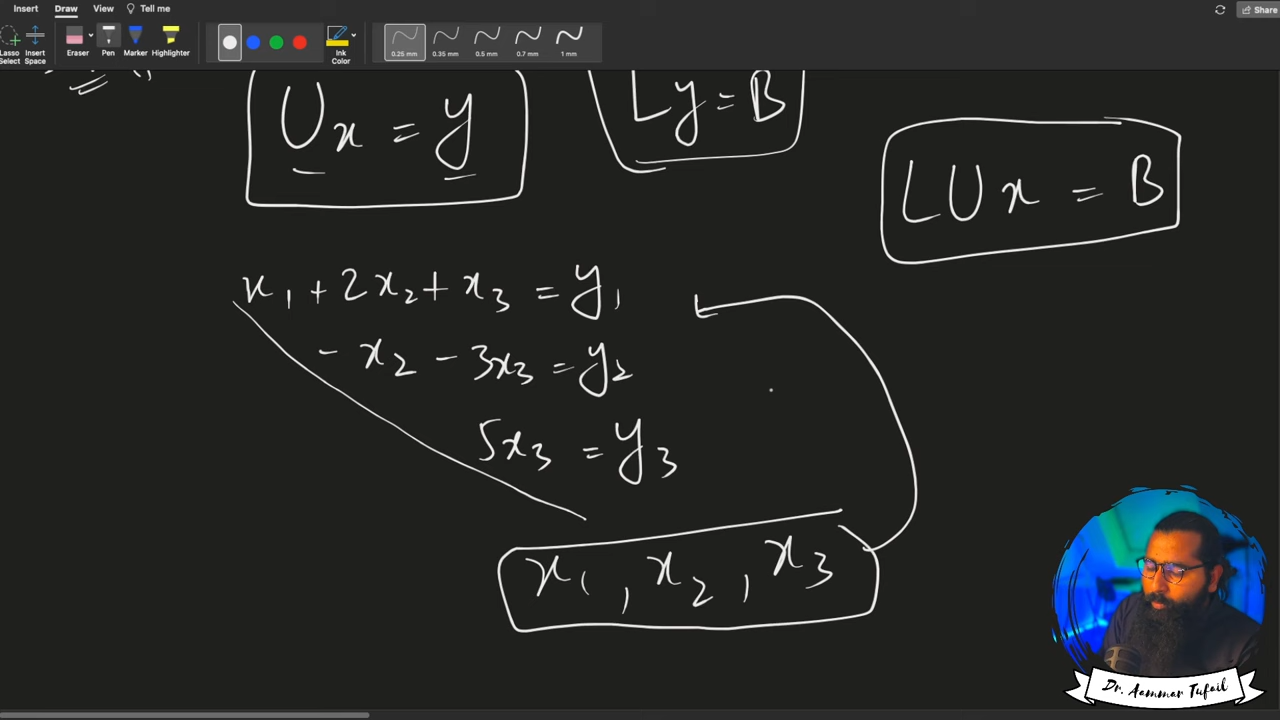 Insert Draw View Tell me Share
Lasso Select Insert Space Eraser Pen Marker Highlighter Ink Color 0.25 mm 0.35 mm 0.5 mm 0.7 mm 1 mm
Ux = y
Ly = B
LUx = B
x₁ + 2x₂ + x₃ = y₁
- x₂ - 3x₃ = y₂
5x₃ = y₃
x₁, x₂, x₃
Dr. Aammar Tufail